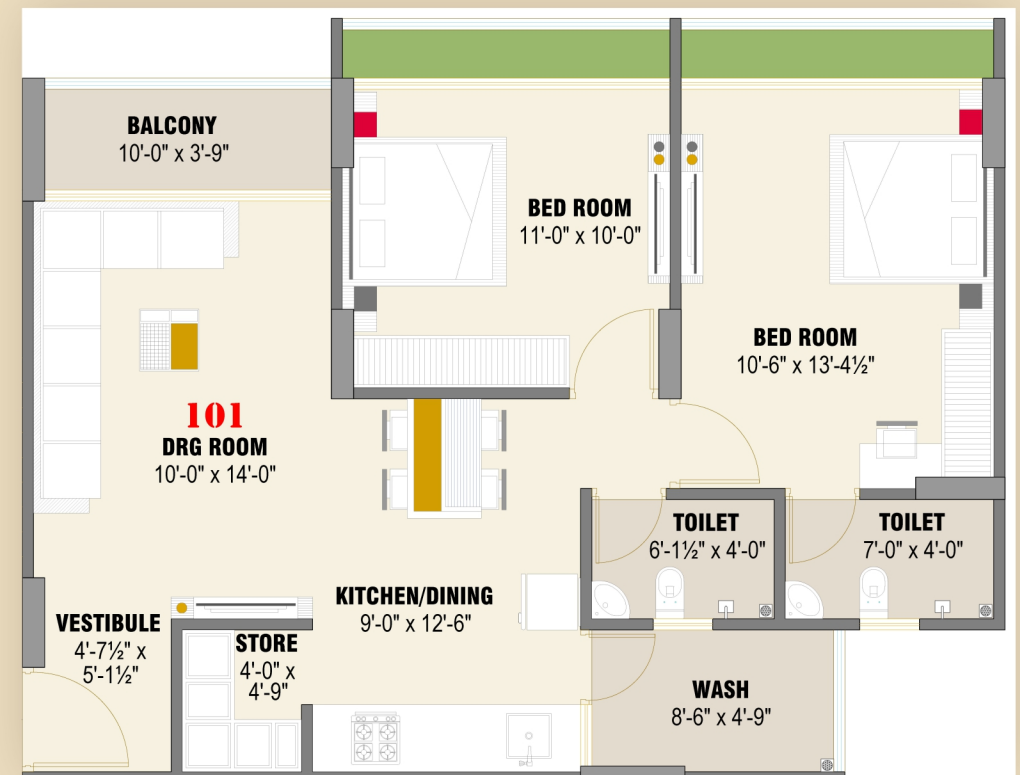 BALCONY
10'-0" x 3'-9"
BED ROOM
11'-0" x 10'-0"
BED ROOM
10'-6" x 13'-4½"
101
DRG ROOM
10'-0" x 14'-0"
TOILET
6'-1½" x 4'-0"
TOILET
7'-0" x 4'-0"
KITCHEN/DINING
9'-0" x 12'-6"
VESTIBULE
4'-7½" x
5'-1½"
STORE
4'-0" x
4'-9"
WASH
8'-6" x 4'-9"